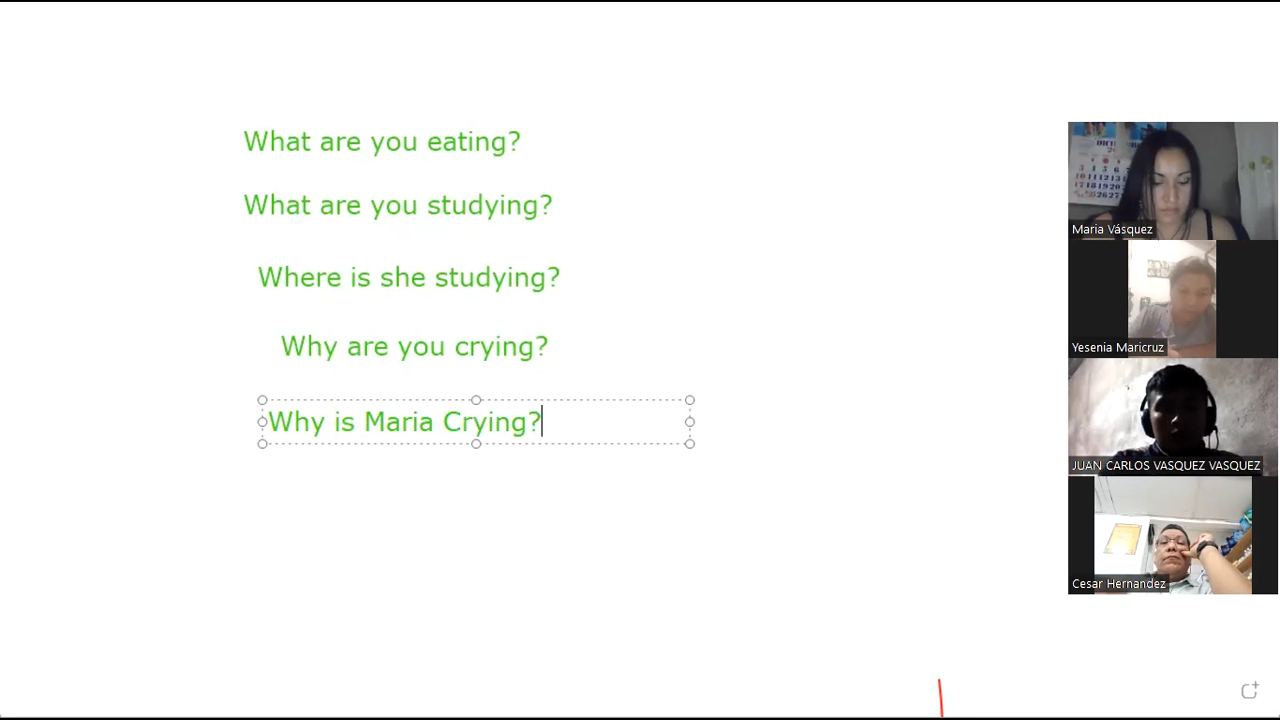 What are you eating?
What are you studying?
Where is she studying?
Why are you crying?
Why is Maria Crying?
Maria Vásquez
Yesenia Maricruz
JUAN CARLOS VASQUEZ VASQUEZ
Cesar Hernandez